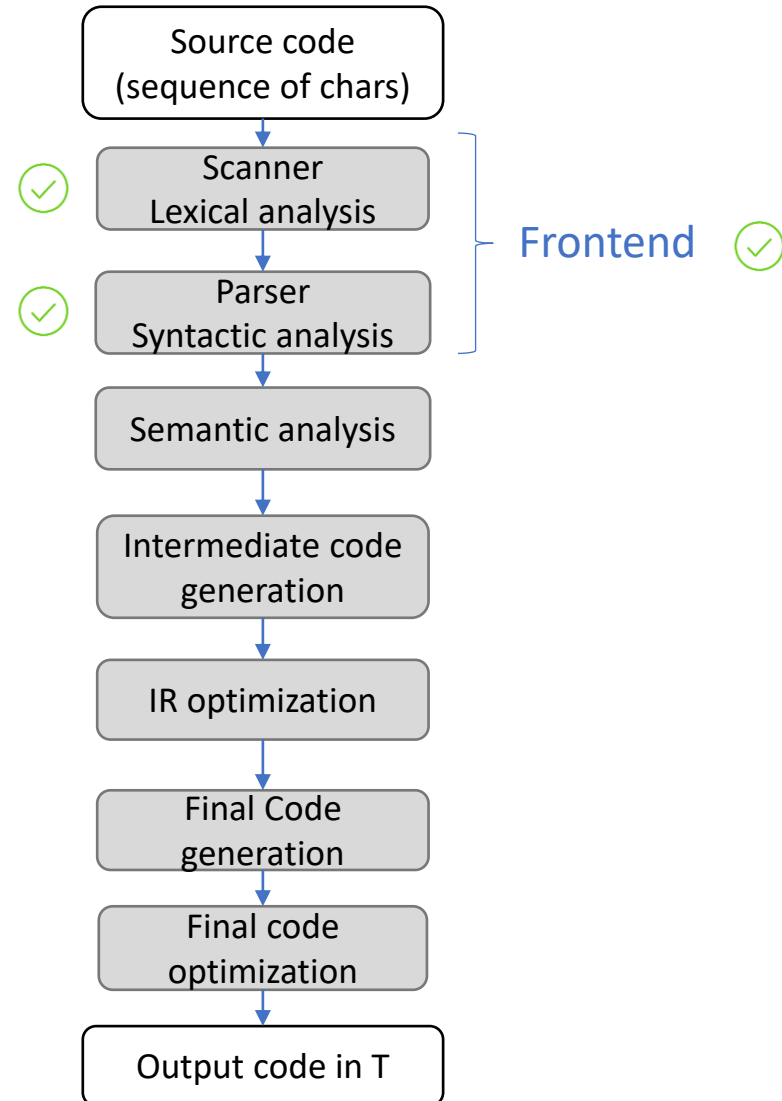 Source code
(sequence of chars)
Scanner
Lexical analysis
Frontend
Parser
Syntactic analysis
Semantic analysis
Intermediate code
generation
IR optimization
Final Code
generation
Final code
optimization
Output code in T